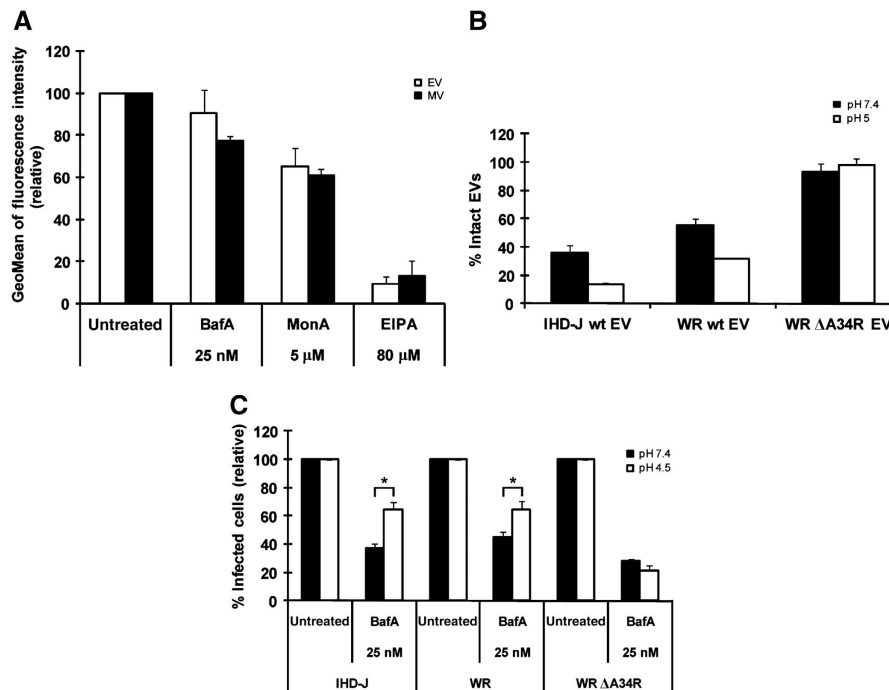 A
GeoMean of fluorescence intensity
(relative)
120
100
80
60
40
20
0
EV
MV
Untreated BafA MonA EIPA
25 nM 5 μM 80 μM
B
% Intact EVs
120
100
80
60
40
20
0
pH 7.4
pH 5
IHD-J wt EV WR wt EV WR ΔA34R EV
C
% Infected cells (relative)
120
100
80
60
40
20
0
pH 7.4
pH 4.5
* *
Untreated BafA Untreated BafA Untreated BafA
25 nM 25 nM 25 nM
IHD-J WR WR ΔA34R